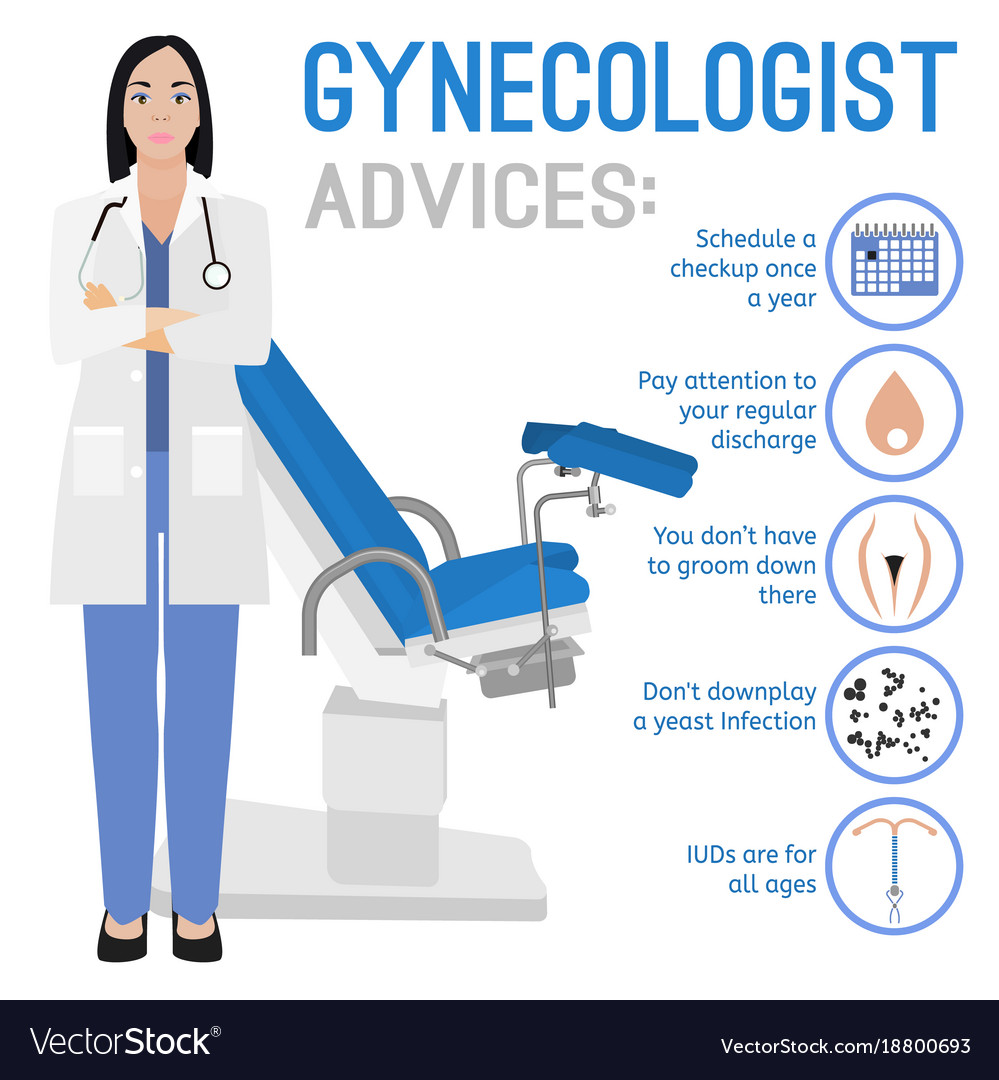 GYNECOLOGIST
ADVICES:
Schedule a
checkup once
a year
Pay attention to
your regular
discharge
You don’t have
to groom down
there
Don't downplay
a yeast Infection
IUDs are for
all ages
VectorStock®
VectorStock.com/18800693